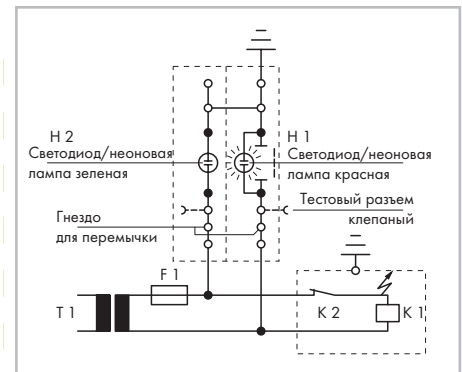 H 2
Светодиод/неоновая
лампа зеленая
H 1
Светодиод/неоновая
лампа красная
Гнездо
для перемычки
Тестовый разъем
клепаный
F 1
T 1
K 2
K 1